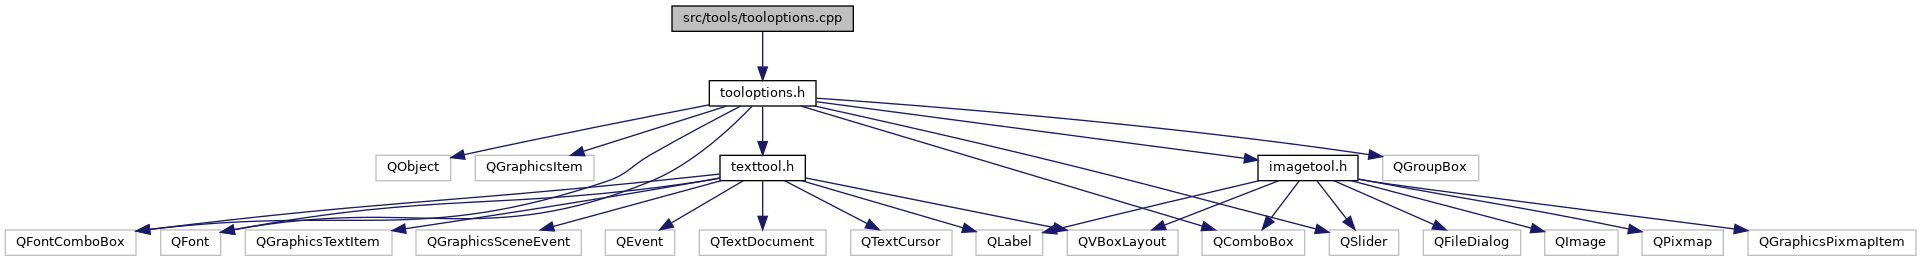 src/tools/tooloptions.cpp
tooloptions.h
QObject
QGraphicsItem
texttool.h
imagetool.h
QGroupBox
QFontComboBox
QFont
QGraphicsTextItem
QGraphicsSceneEvent
QEvent
QTextDocument
QTextCursor
QLabel
QVBoxLayout
QComboBox
QSlider
QFileDialog
QImage
QPixmap
QGraphicsPixmapItem